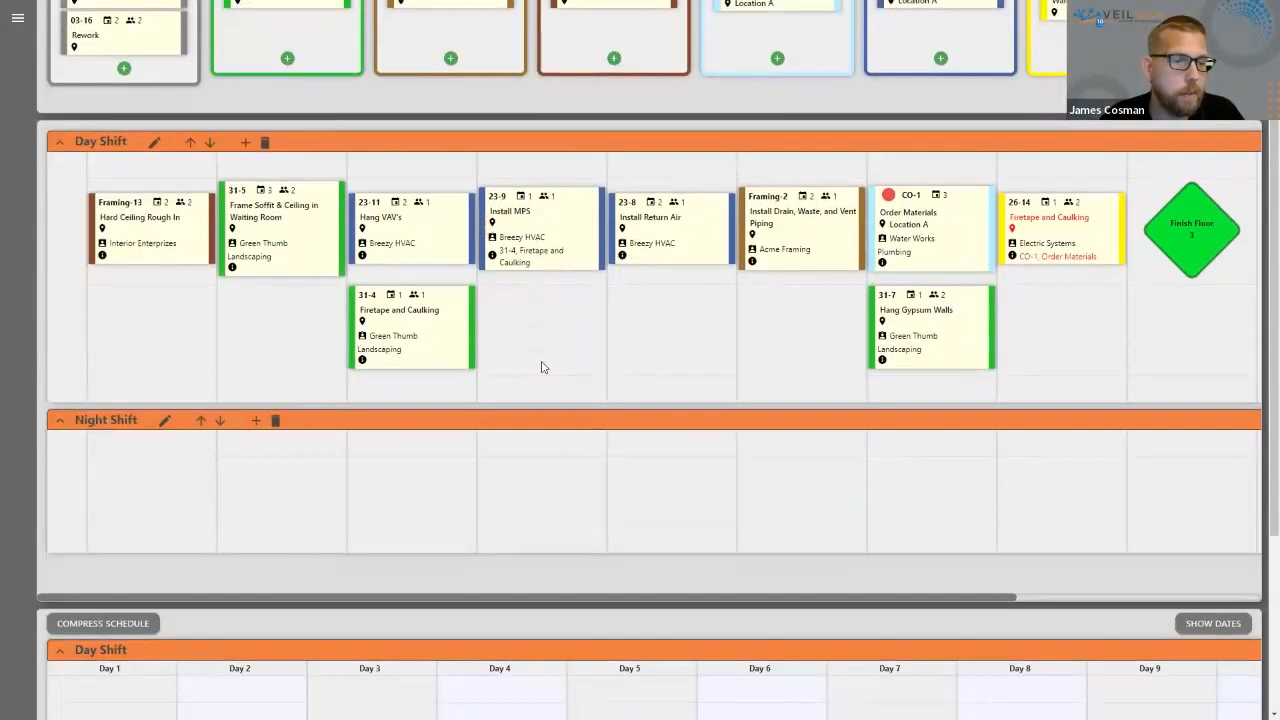 03-16 2 2
Rework
Location A
Location A
VEIL
10
James Cosman
Day Shift
Framing-13 2 2
Hard Ceiling Rough In
Interior Enterprizes
31-5 3 2
Frame Soffit & Ceiling in
Waiting Room
Green Thumb
Landscaping
23-11 2 1
Hang VAV's
Breezy HVAC
23-9 1 1
Install MPS
Breezy HVAC
31-4, Firetape and
Caulking
23-8 2 1
Install Return Air
Breezy HVAC
Framing-2 2 1
Install Drain, Waste, and Vent
Piping
Acme Framing
CO-1 3
Order Materials
Location A
Water Works
Plumbing
26-14 1 2
Firetape and Caulking
Electric Systems
CO-1, Order Materials
Finish Floor
3
31-4 1 1
Firetape and Caulking
Green Thumb
Landscaping
31-7 1 2
Hang Gypsum Walls
Green Thumb
Landscaping
Night Shift
COMPRESS SCHEDULE
SHOW DATES
Day Shift
Day 1 Day 2 Day 3 Day 4 Day 5 Day 6 Day 7 Day 8 Day 9